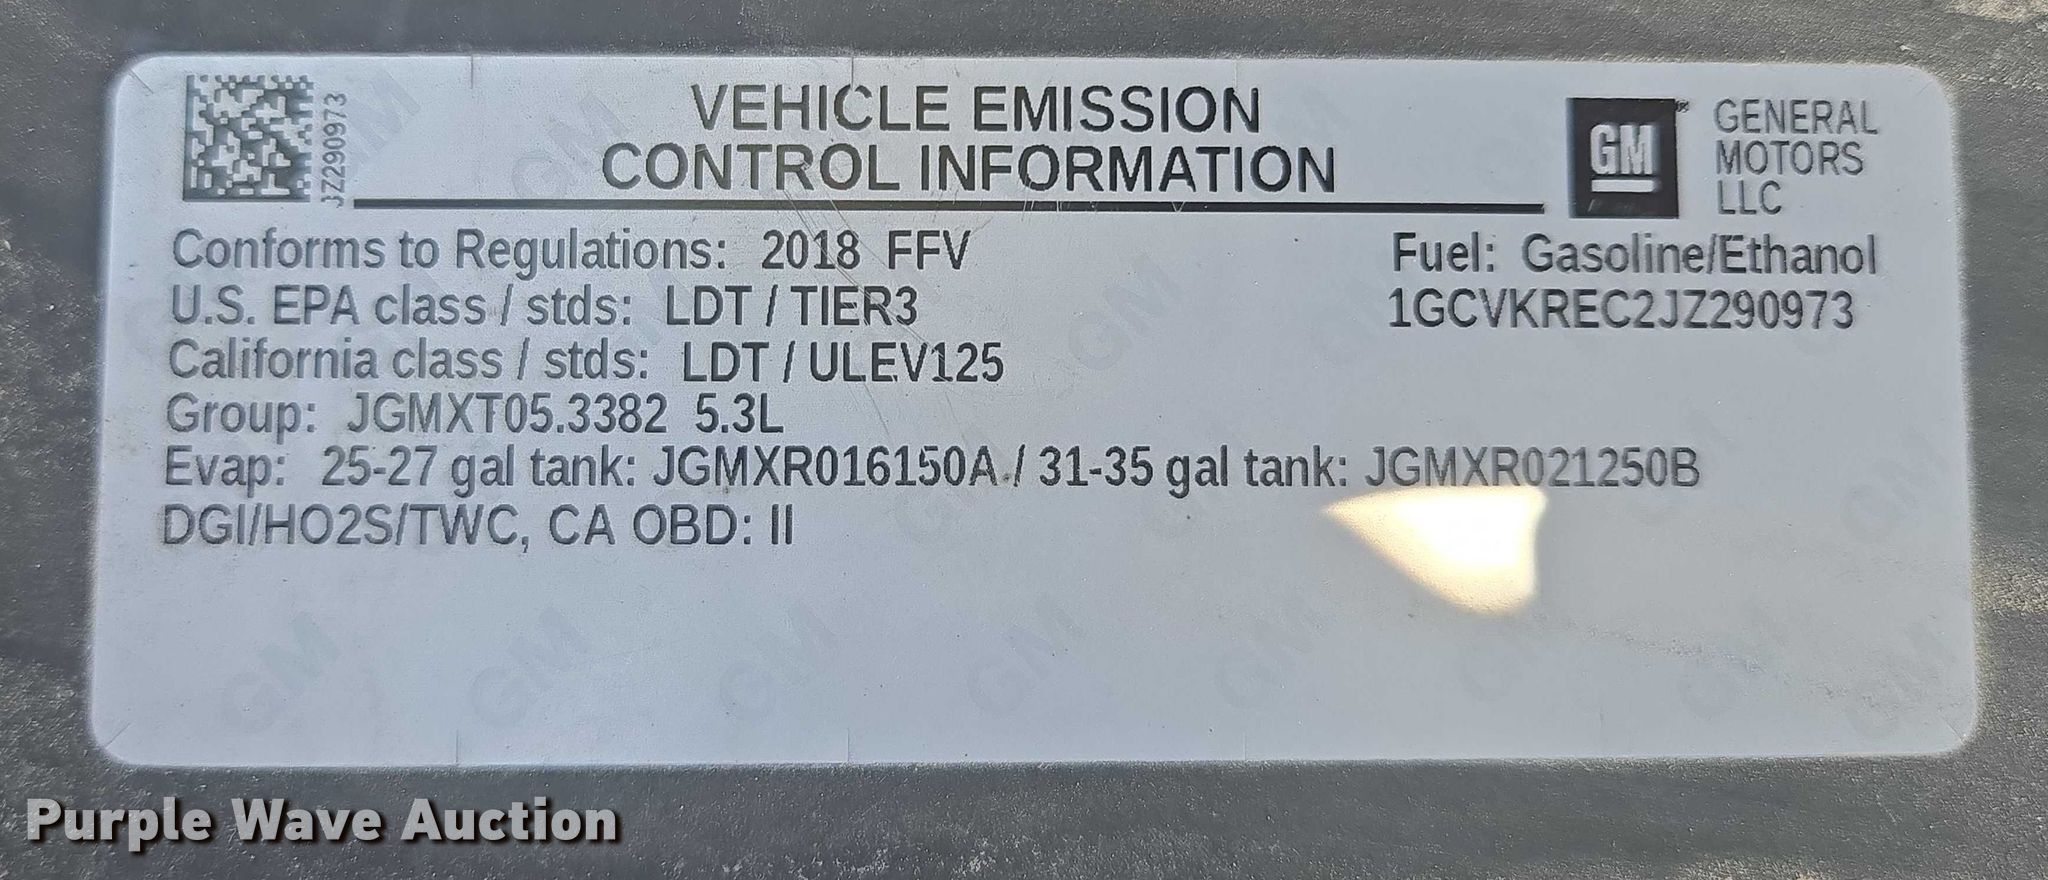 JZ290973
VEHICLE EMISSION
CONTROL INFORMATION
GM
GENERAL
MOTORS
LLC
Conforms to Regulations: 2018 FFV
Fuel: Gasoline/Ethanol
U.S. EPA class / stds: LDT / TIER3
1GCVKREC2JZ290973
California class / stds: LDT / ULEV125
Group: JGMXT05.3382 5.3L
Evap: 25-27 gal tank: JGMXR016150A / 31-35 gal tank: JGMXR021250B
DGI/HO2S/TWC, CA OBD: II
Purple Wave Auction